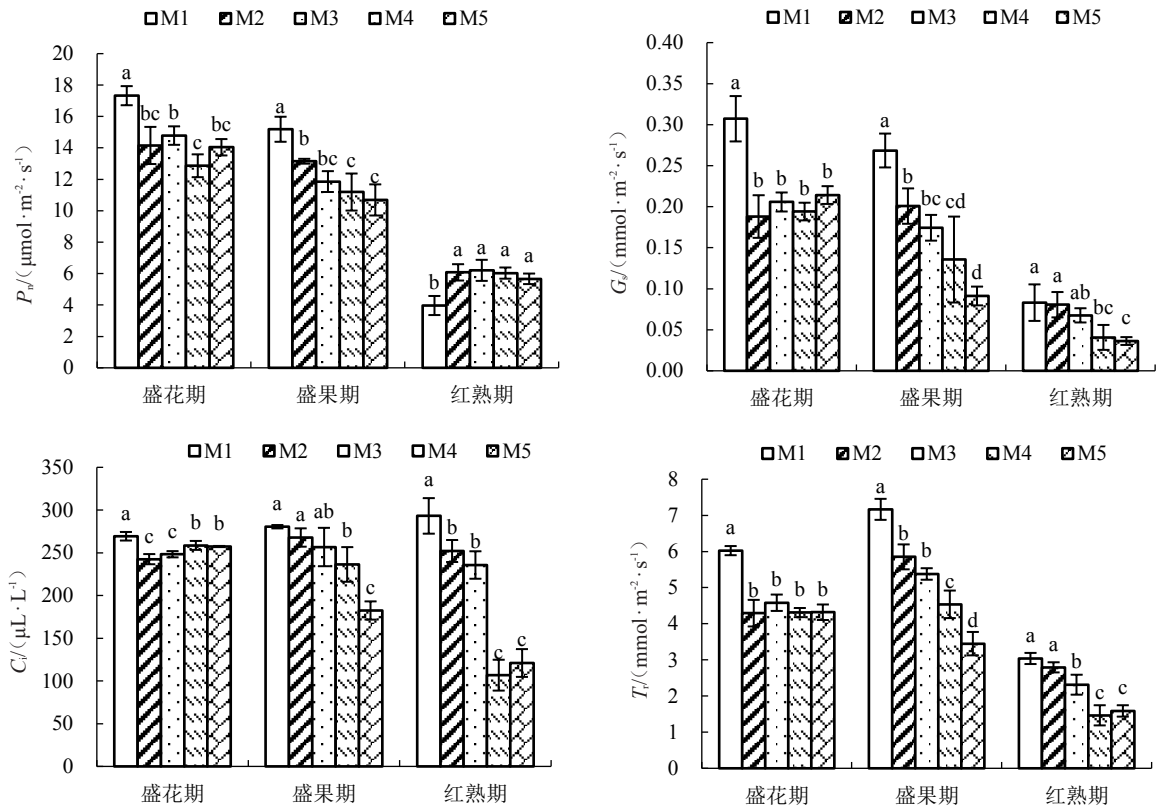 M1 M2 M3 M4 M5
20
18
16
14
12
10
8
6
4
2
0
Pn/(μmol·m-2·s-1)
a bc b c bc
a b bc c c
b a a a a
盛花期 盛果期 红熟期
M1 M2 M3 M4 M5
0.40
0.35
0.30
0.25
0.20
0.15
0.10
0.05
0.00
Gs/(mmol·m-2·s-1)
a b b b b
a b bc cd d
a a ab bc c
盛花期 盛果期 红熟期
M1 M2 M3 M4 M5
350
300
250
200
150
100
50
0
Ci/(μL·L-1)
a c c b b
a a ab b c
a b b c c
盛花期 盛果期 红熟期
M1 M2 M3 M4 M5
8
7
6
5
4
3
2
1
0
Tr/(mmol·m-2·s-1)
a b b b b
a b b c d
a a b c c
盛花期 盛果期 红熟期